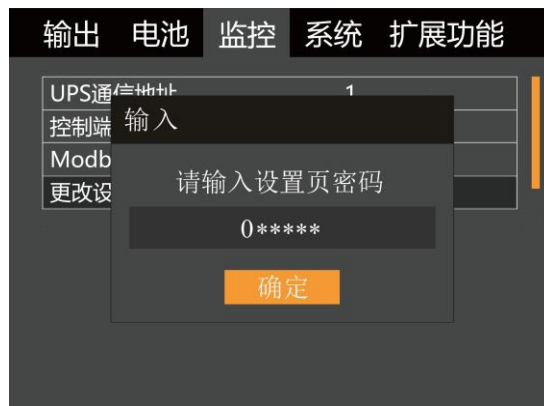 输出 电池 监控 系统 扩展功能
UPS通信地址 1
控制端
Modb
更改设
输入
请输入设置页密码
0*****
确定